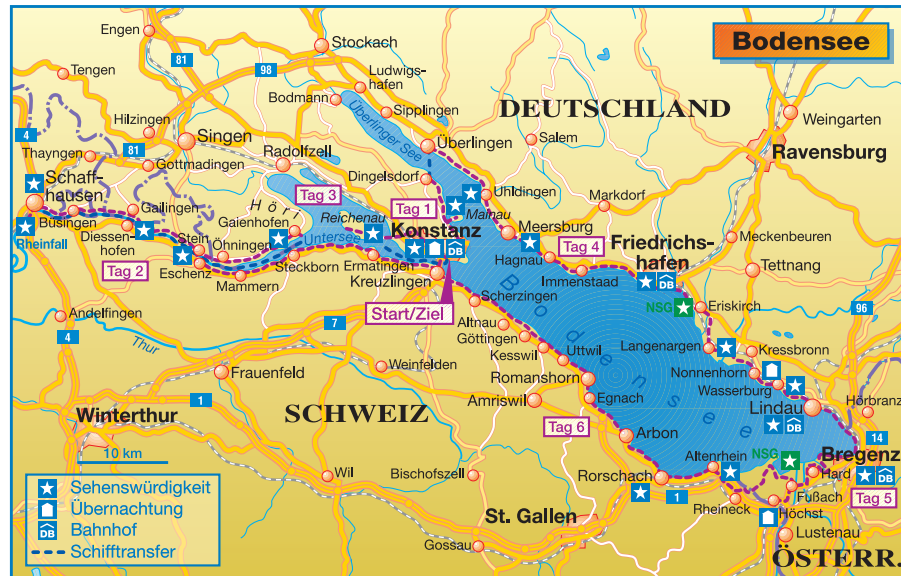 Bodensee
Engen
Stockach
81
98
Tengen
Ludwigs-
hafen
Bodmann
Sipplingen
Überlinger See
DEUTSCHLAND
Hilzingen
Singen
4
Thayngen
81
Gottmadingen
Radolfzell
Überlingen
Salem
Weingarten
Ravensburg
Dingelsdorf
Schaff-
hausen
Büsingen
Rheinfall
Gailingen
Diessen-
hofen
Tag 2
Stein
Eschenz
Öhningen
Mammern
Höri
Gaienhofen
Tag 3
Reichenau
Untersee
Steckborn
Ermatingen
Tag 1
Mainau
Uhldingen
Konstanz
DB
Kreuzlingen
Start/Ziel
Markdorf
Meersburg
Hagnau
Tag 4
Immenstaad
Friedrichs-
hafen
DB
Meckenbeuren
Tettnang
NSG
Eriskirch
96
Bodensee
Langenargen
Kressbronn
Nonnenhorn
Wasserburg
Lindau
DB
Hörbranz
14
Andelfingen
Thur
4
7
Scherzingen
Altnau
Göttingen
Kesswil
Uttwil
Romanshorn
Egnach
Amriswil
Tag 6
Arbon
Weinfelden
Frauenfeld
1
SCHWEIZ
Winterthur
10 km
Wil
Bischofszell
Rorschach
1
Altenrhein
Rheineck
NSG
Bregenz
Hard
DB
Tag 5
Fußach
Höchst
Lustenau
ÖSTERR.
St. Gallen
Gossau
Sehenswürdigkeit
Übernachtung
DB
Bahnhof
Schifftransfer